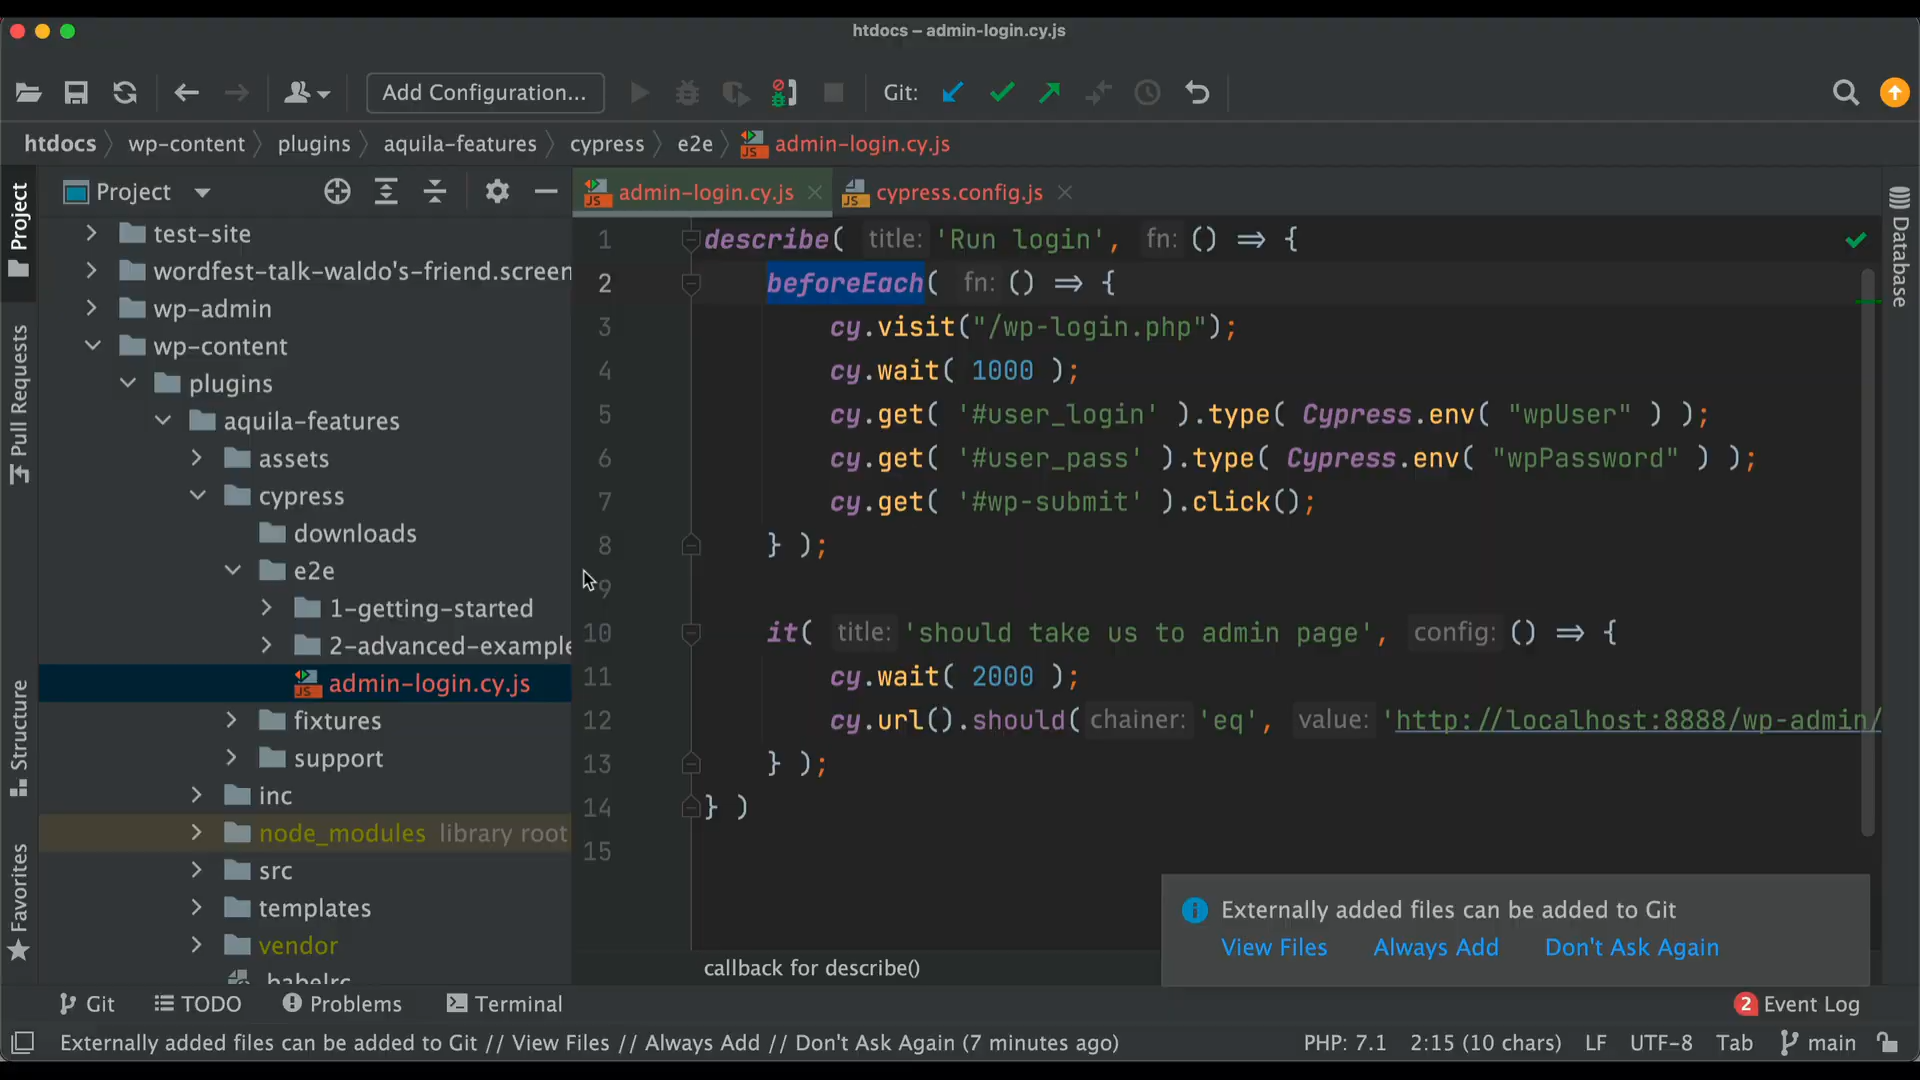 htdocs – admin-login.cy.js
Add Configuration...
Git:
htdocs
wp-content
plugins
aquila-features
cypress
e2e
admin-login.cy.js
Project
Pull Requests
Structure
Favorites
Project
test-site
wordfest-talk-waldo's-friend.screen
wp-admin
wp-content
plugins
aquila-features
assets
cypress
downloads
e2e
1-getting-started
2-advanced-example
admin-login.cy.js
fixtures
support
inc
node_modules library root
src
templates
vendor
.babelrc
admin-login.cy.js
cypress.config.js
1 describe( title: 'Run login', fn: () ⇒ {
2 beforeEach( fn: () ⇒ {
3 cy.visit("/wp-login.php");
4 cy.wait( 1000 );
5 cy.get( '#user_login' ).type( Cypress.env( "wpUser" ) );
6 cy.get( '#user_pass' ).type( Cypress.env( "wpPassword" ) );
7 cy.get( '#wp-submit' ).click();
8 } );
9
10 it( title: 'should take us to admin page', config: () ⇒ {
11 cy.wait( 2000 );
12 cy.url().should( chainer: 'eq', value: 'http://localhost:8888/wp-admin/
13 } );
14 } )
15
callback for describe()
Database
Externally added files can be added to Git
View Files Always Add Don't Ask Again
Git TODO Problems Terminal
2 Event Log
Externally added files can be added to Git // View Files // Always Add // Don't Ask Again (7 minutes ago)
PHP: 7.1 2:15 (10 chars) LF UTF-8 Tab main